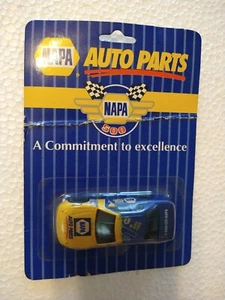 NAPA AUTO PARTS
NAPA
500
A Commitment to excellence
NAPA